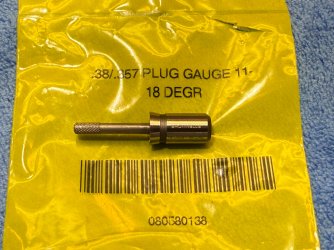 .38/.357 PLUG GAUGE 11-
18 DEGR
080580138